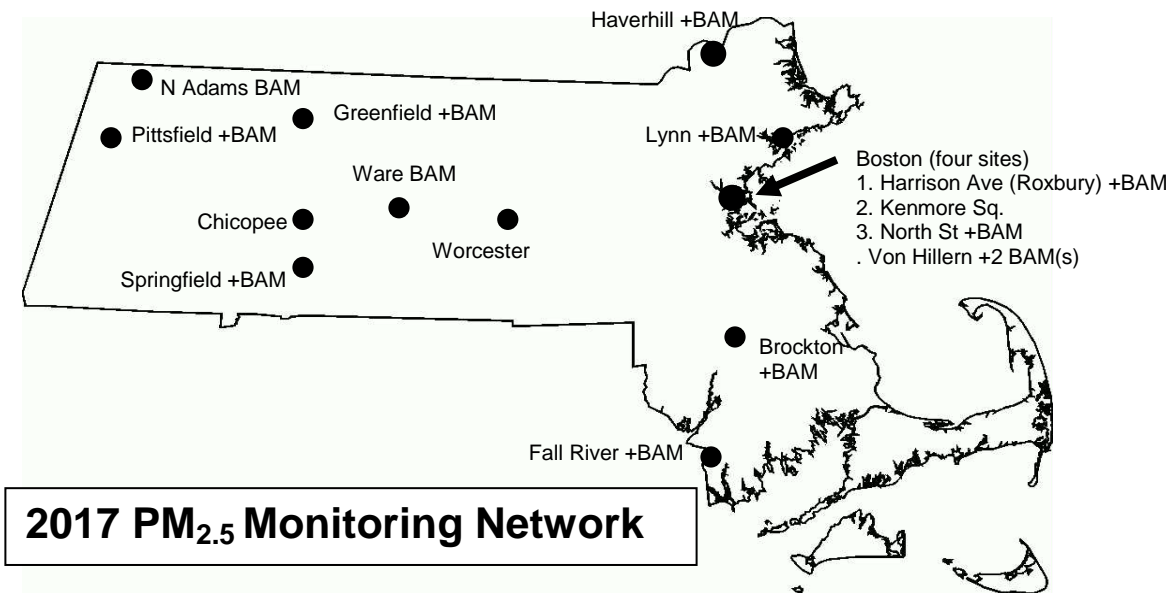 Haverhill +BAM
N Adams BAM
Greenfield +BAM
Pittsfield +BAM
Lynn +BAM
Boston (four sites)
1. Harrison Ave (Roxbury) +BAM
2. Kenmore Sq.
3. North St +BAM
. Von Hillern +2 BAM(s)
Ware BAM
Chicopee
Worcester
Springfield +BAM
Brockton
+BAM
Fall River +BAM
2017 PM2.5 Monitoring Network